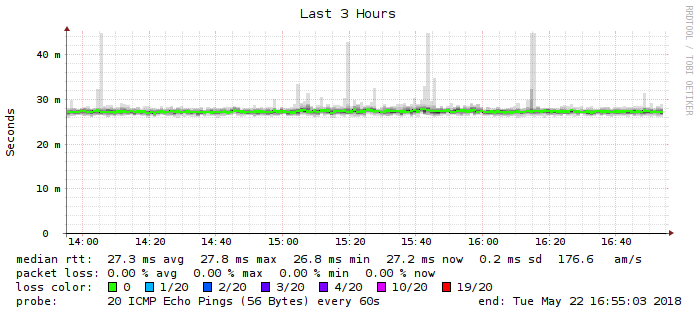 Last 3 Hours
RRDTOOL / TOBI OETIKER
Seconds
40 m
30 m
20 m
10 m
0
14:00 14:20 14:40 15:00 15:20 15:40 16:00 16:20 16:40
median rtt: 27.3 ms avg 27.8 ms max 26.8 ms min 27.2 ms now 0.2 ms sd 176.6 am/s
packet loss: 0.00 % avg 0.00 % max 0.00 % min 0.00 % now
loss color: 0 1/20 2/20 3/20 4/20 10/20 19/20
probe: 20 ICMP Echo Pings (56 Bytes) every 60s end: Tue May 22 16:55:03 2018